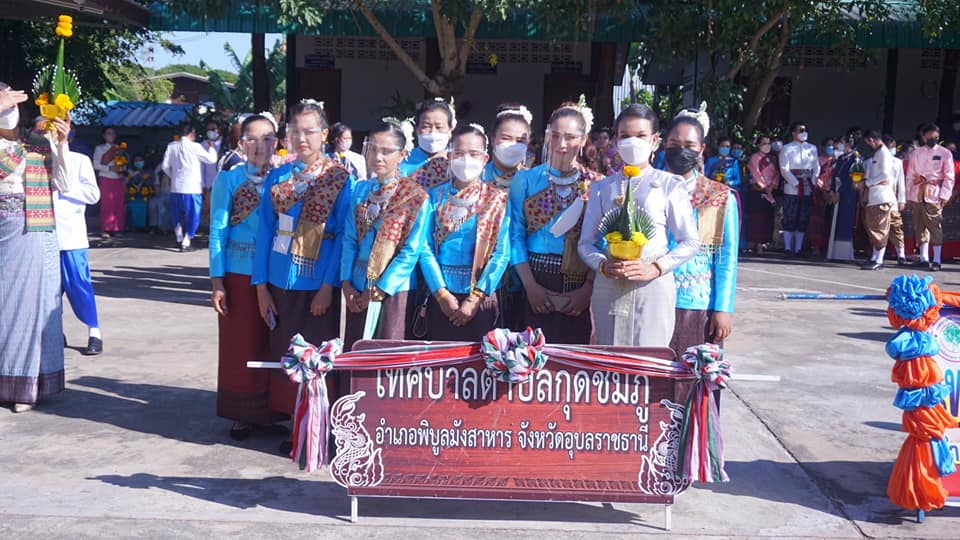 เทศบาลตำบลกุดชมภู
อำเภอพิบูลมังสาหาร จังหวัดอุบลราชธานี